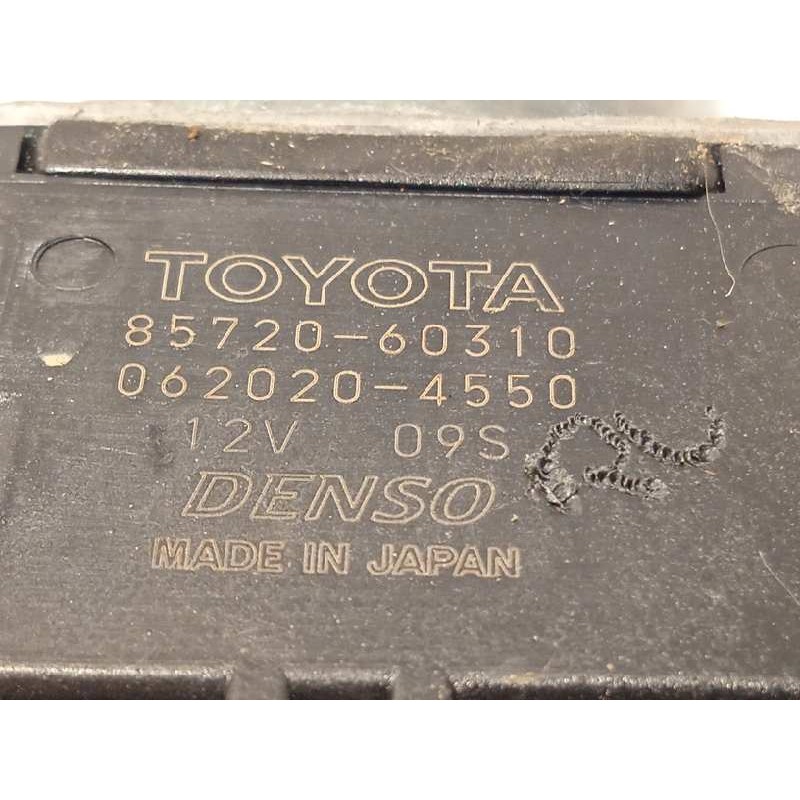 TOYOTA
85720-60310
062020-4550
12V 09S
DENSO
MADE IN JAPAN